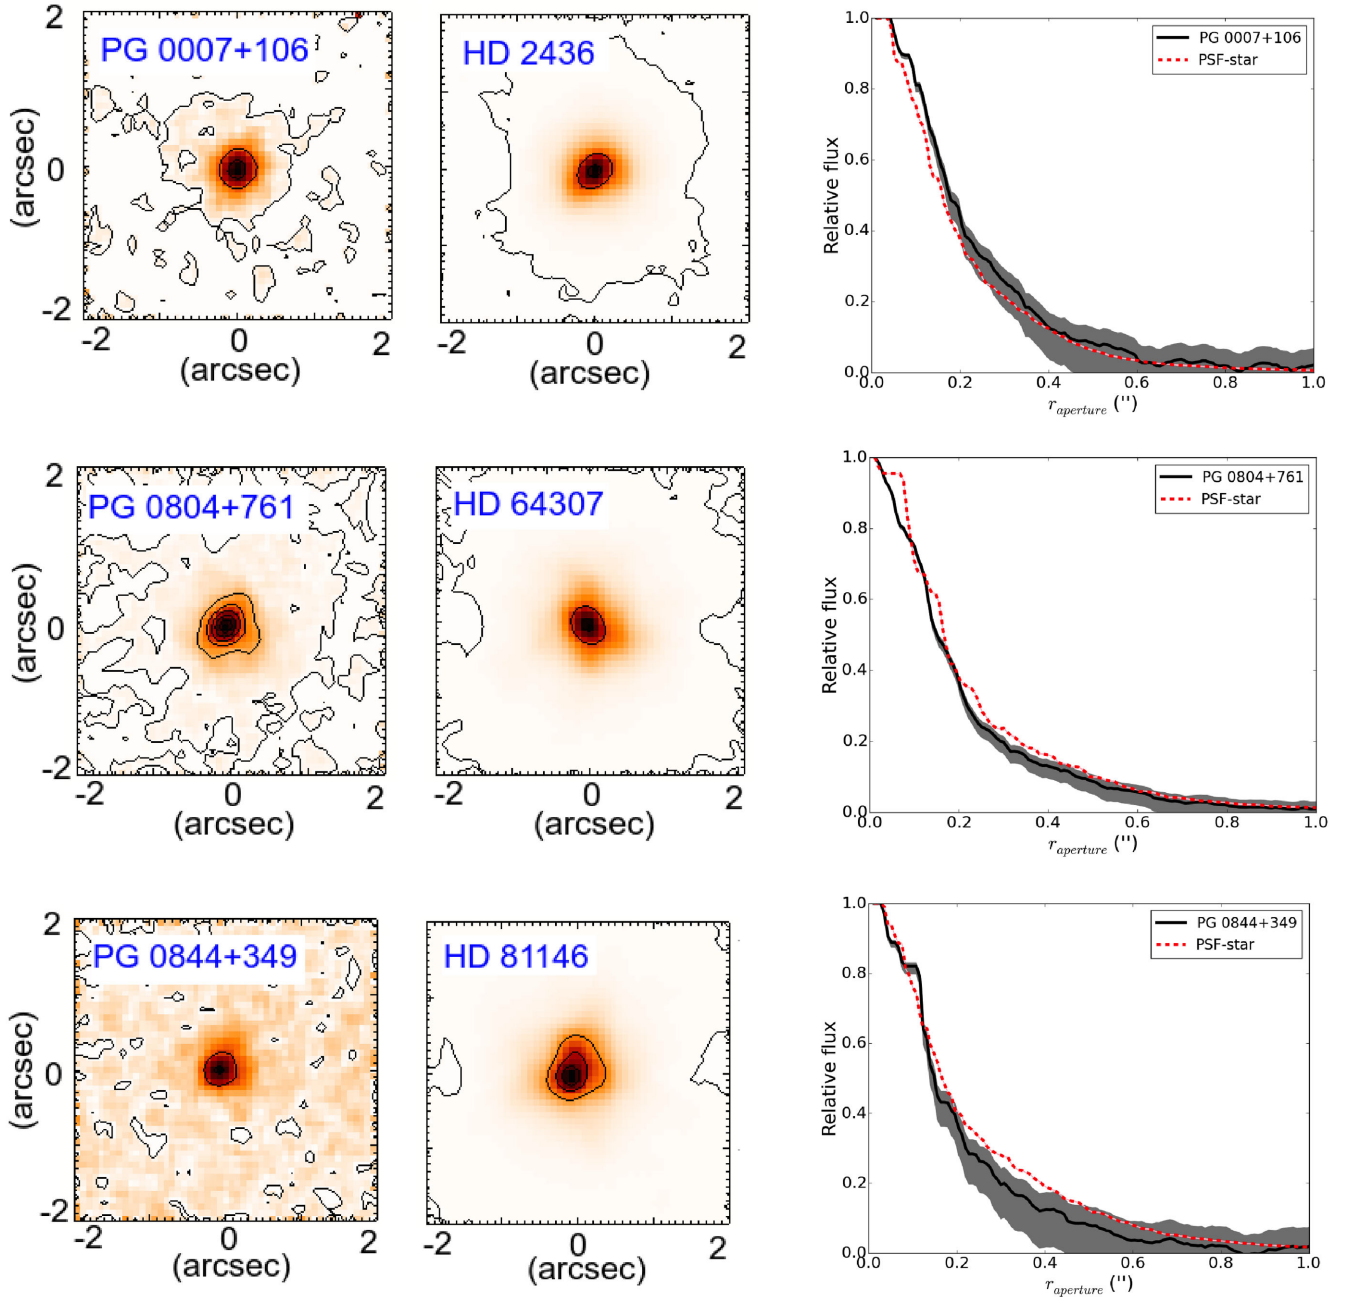 2
PG 0007+106
0
-2
(arcsec)
-2 0 2
(arcsec)
HD 2436
-2 0 2
(arcsec)
1.0
0.8
0.6
0.4
0.2
0.0
Relative flux
PG 0007+106
PSF-star
0.0 0.2 0.4 0.6 0.8 1.0
r_aperture ('')
2
PG 0804+761
0
-2
(arcsec)
-2 0 2
(arcsec)
HD 64307
-2 0 2
(arcsec)
1.0
0.8
0.6
0.4
0.2
0.0
Relative flux
PG 0804+761
PSF-star
0.0 0.2 0.4 0.6 0.8 1.0
r_aperture ('')
2
PG 0844+349
0
-2
(arcsec)
-2 0 2
(arcsec)
HD 81146
-2 0 2
(arcsec)
1.0
0.8
0.6
0.4
0.2
0.0
Relative flux
PG 0844+349
PSF-star
0.0 0.2 0.4 0.6 0.8 1.0
r_aperture ('')